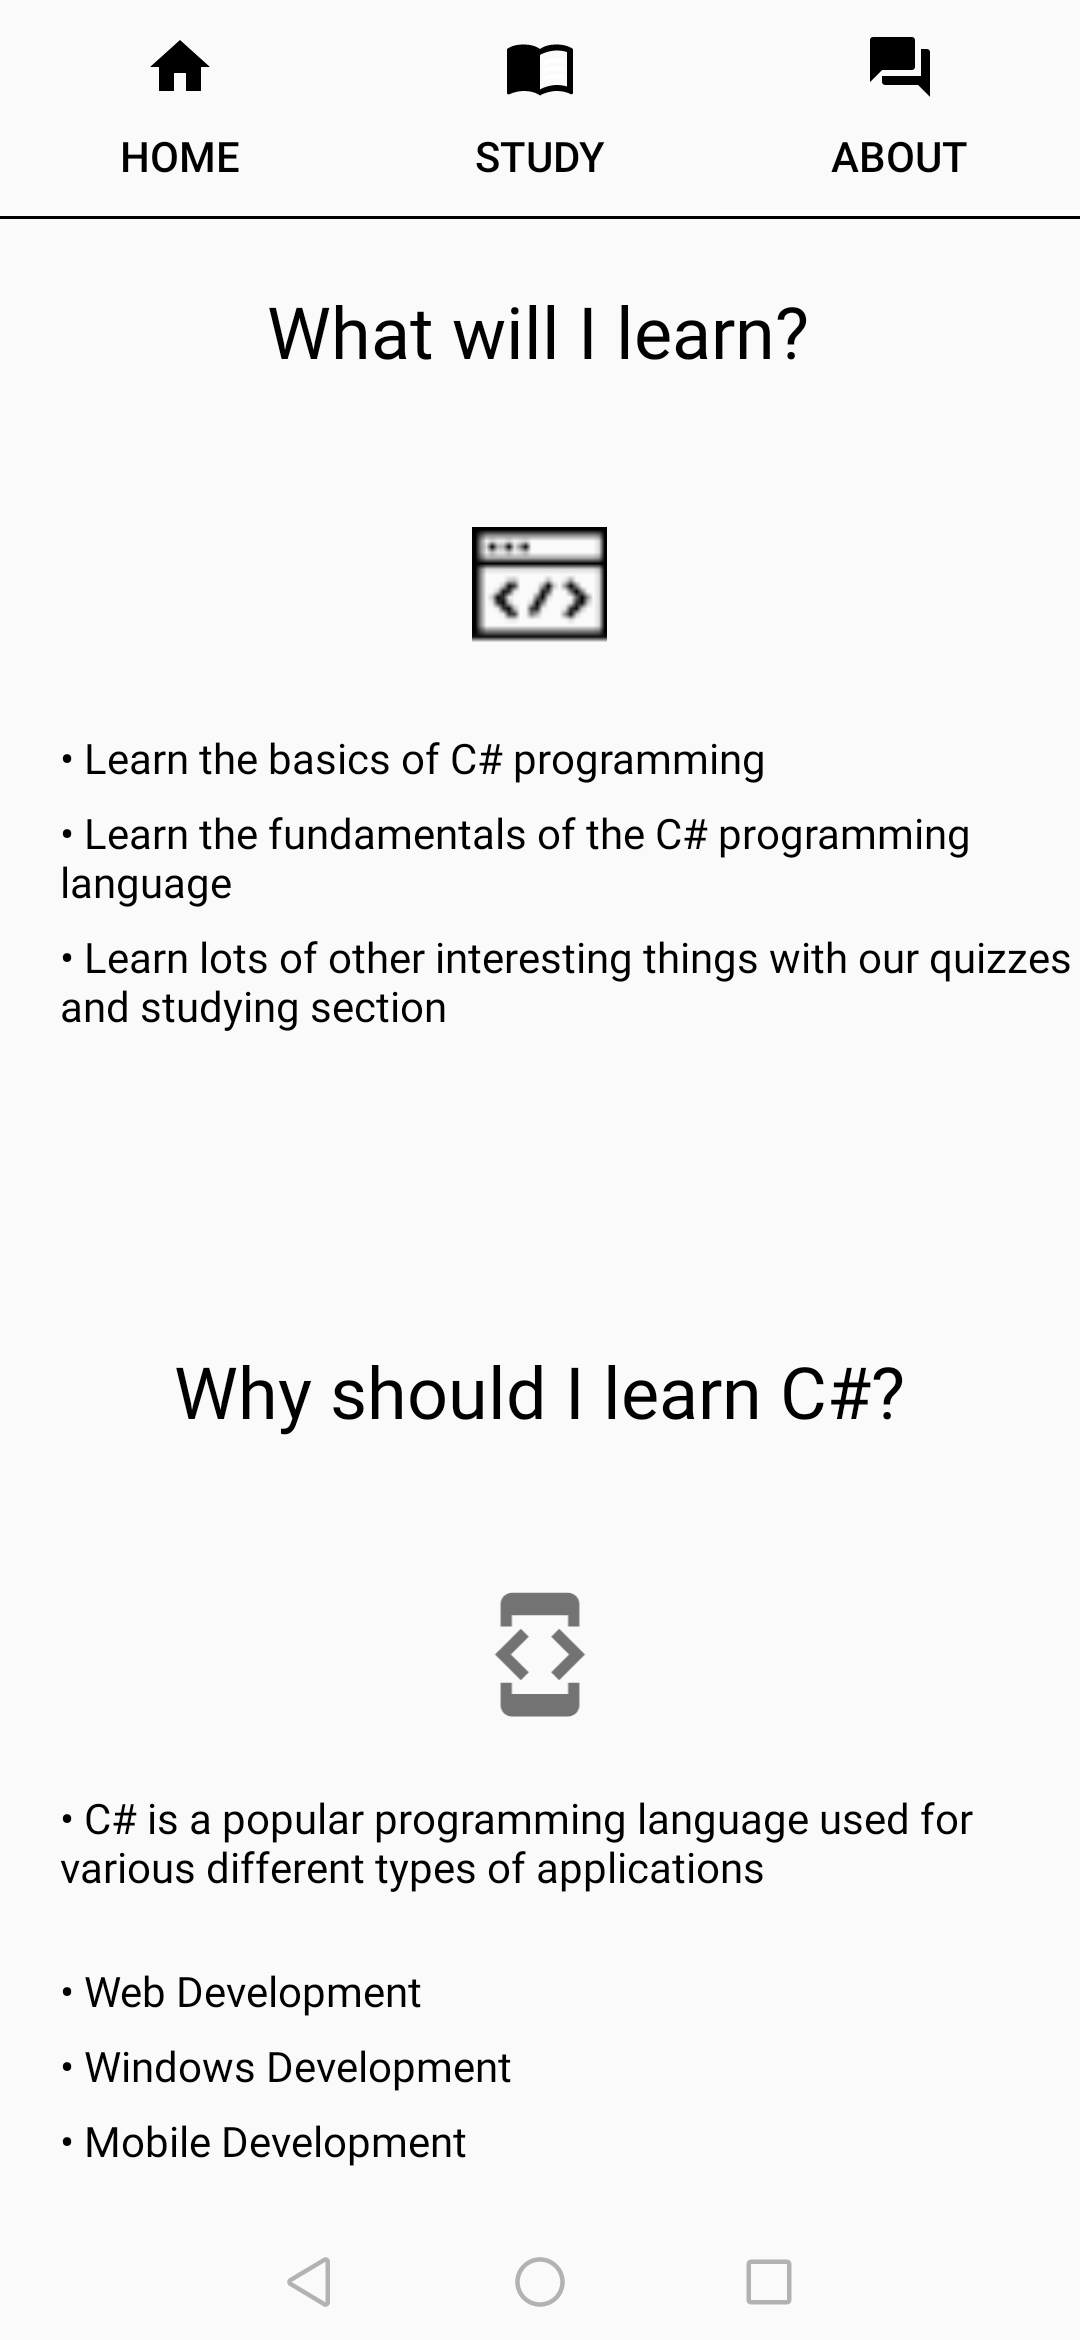 HOME STUDY ABOUT
What will I learn?
</>
• Learn the basics of C# programming
• Learn the fundamentals of the C# programming
language
• Learn lots of other interesting things with our quizzes
and studying section
Why should I learn C#?
• C# is a popular programming language used for
various different types of applications
• Web Development
• Windows Development
• Mobile Development